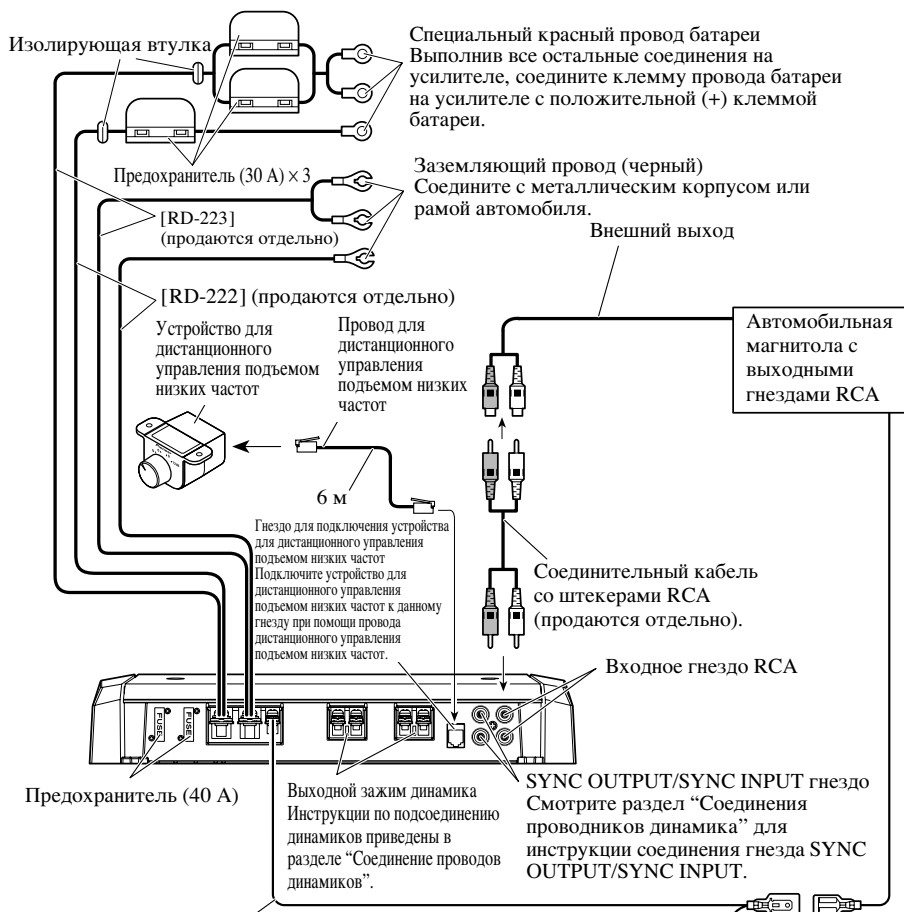 Изолирующая втулка
Специальный красный провод батареи
Выполнив все остальные соединения на
усилителе, соедините клемму провода батареи
на усилителе с положительной (+) клеммой
батареи.
Предохранитель (30 А) × 3
Заземляющий провод (черный)
Соедините с металлическим корпусом или
рамой автомобиля.
[RD-223]
(продаются отдельно)
Внешний выход
[RD-222] (продаются отдельно)
Устройство для
дистанционного
управления подъемом
низких частот
Провод для
дистанционного
управления
подъемом низких
частот
Автомобильная
магнитола с
выходными
гнездами RCA
6 м
Гнездо для подключения устройства
для дистанционного управления
подъемом низких частот
Подключите устройство для
дистанционного управления
подъемом низких частот к данному
гнезду при помощи провода
дистанционного управления
подъемом низких частот.
Соединительный кабель
со штекерами RCA
(продаются отдельно).
Входное гнездо RCA
FUSE
FUSE
Предохранитель (40 А)
Выходной зажим динамика
Инструкции по подсоединению
динамиков приведены в
разделе “Соединение проводов
динамиков”.
SYNC OUTPUT/SYNC INPUT гнездо
Смотрите раздел “Соединения
проводников динамика” для
инструкции соединения гнезда SYNC
OUTPUT/SYNC INPUT.